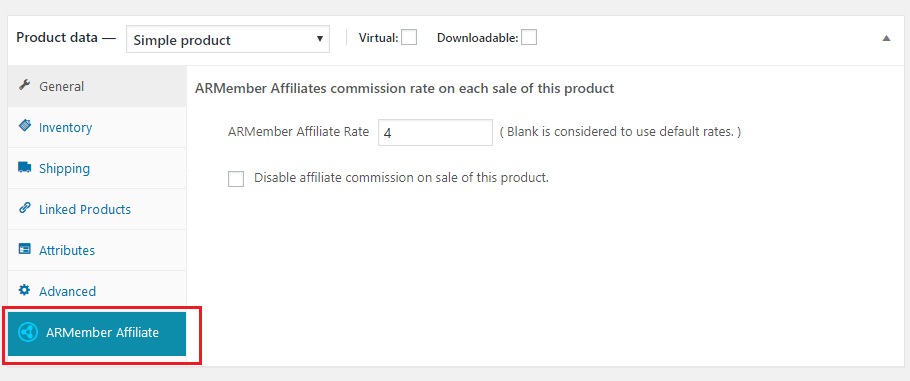 Product data — Simple product Virtual: Downloadable:
General
ARMember Affiliates commission rate on each sale of this product
Inventory
ARMember Affiliate Rate 4 ( Blank is considered to use default rates. )
Shipping
Disable affiliate commission on sale of this product.
Linked Products
Attributes
Advanced
ARMember Affiliate